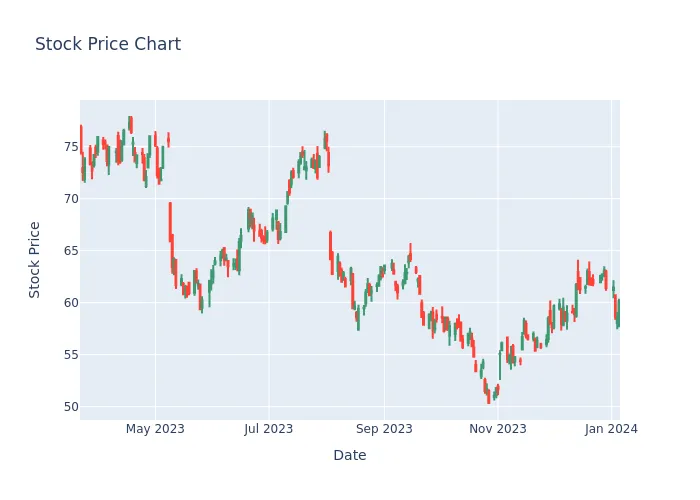 Stock Price Chart
75
70
65
60
55
50
Stock Price
May 2023
Jul 2023
Sep 2023
Nov 2023
Jan 2024
Date